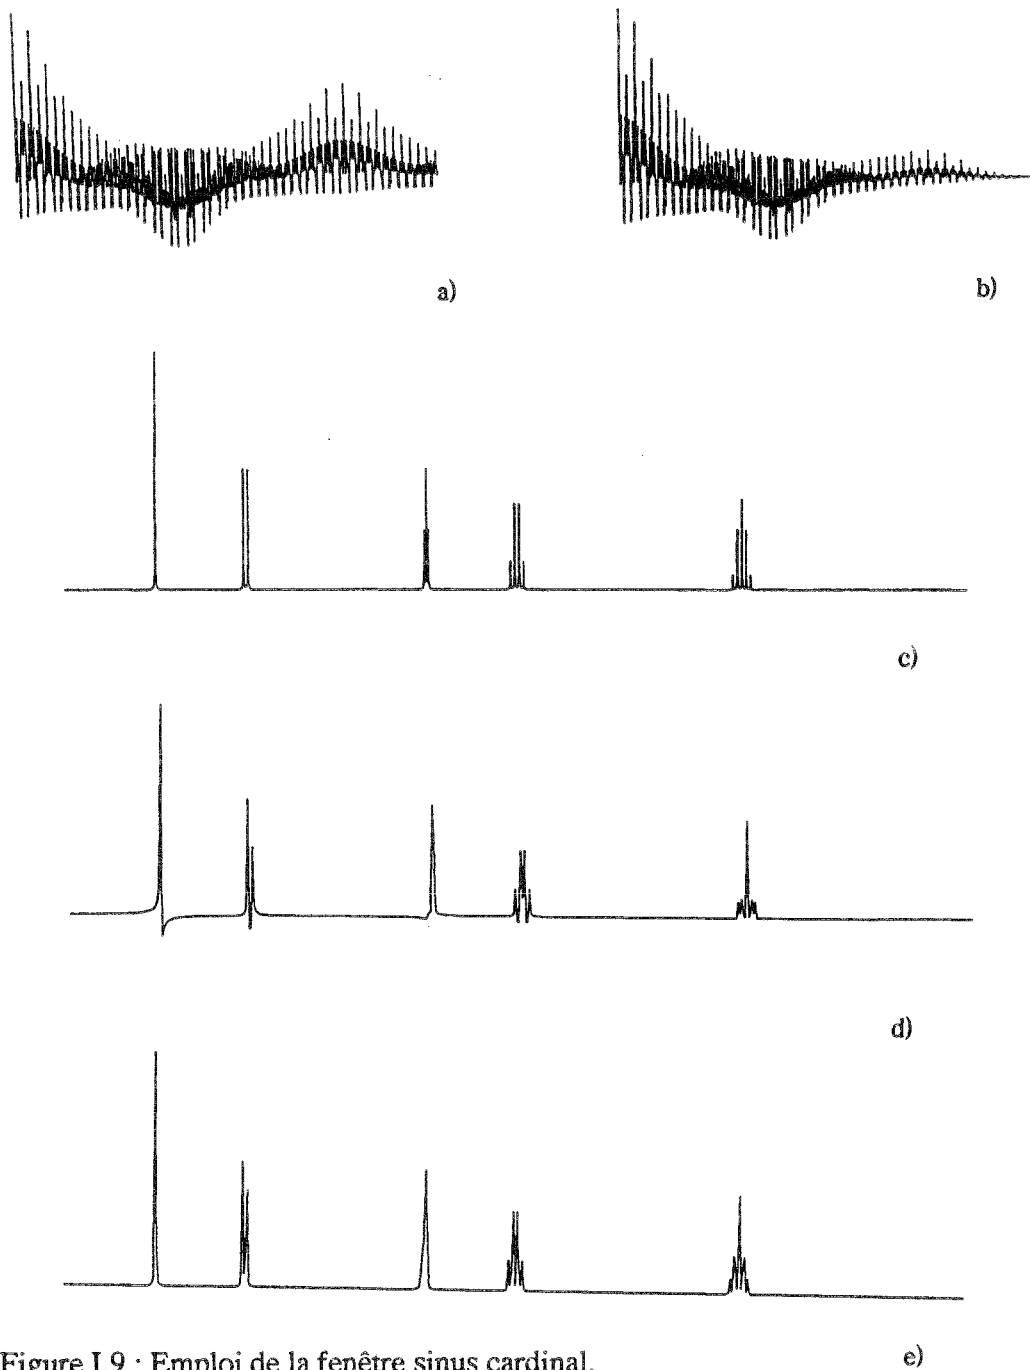 a)
b)
c)
d)
e)
Figure I.9 : Emploi de la fenêtre sinus cardinal.